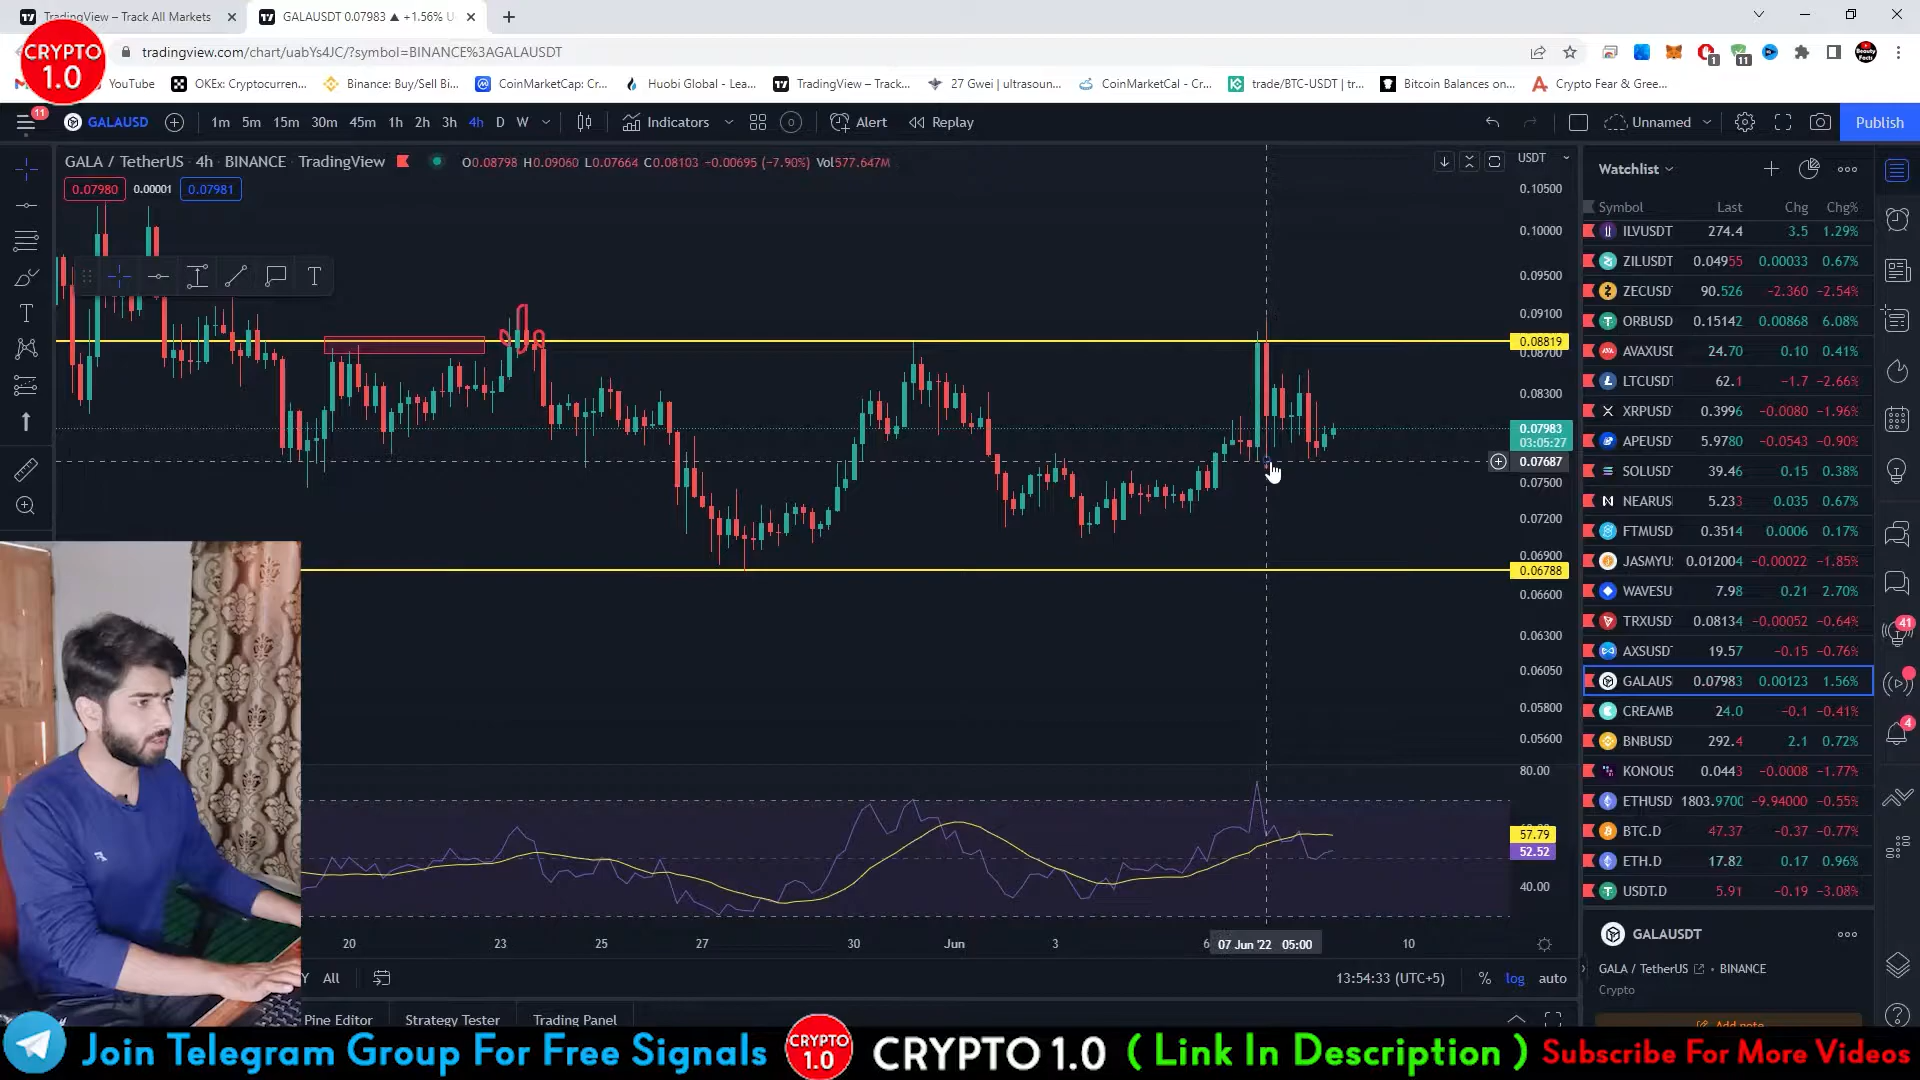 TradingView – Track All Markets
GALAUSDT 0.07983 ▲ +1.56% U
CRYPTO
1.0
tradingview.com/chart/uabYs4JC/?symbol=BINANCE%3AGALAUSDT
1
11
YouTube
OKEx: Cryptocurren...
Binance: Buy/Sell Bi...
CoinMarketCap: Cr...
Huobi Global - Lea...
TradingView – Track...
27 Gwei | ultrasoun...
CoinMarketCal - Cr...
trade/BTC-USDT | tr...
Bitcoin Balances on...
Crypto Fear & Gree...
11
GALAUSD
1m 5m 15m 30m 45m 1h 2h 3h 4h D W
Indicators
Alert
Replay
Unnamed
Publish
GALA / TetherUS · 4h · BINANCE · TradingView
O0.08798 H0.09060 L0.07664 C0.08103 −0.00695 (−7.90%) Vol577.647M
0.07980 0.00001 0.07981
USDT
0.10500
0.10000
0.09500
0.09100
0.08819
0.08700
0.08300
0.07983
03:05:27
0.07687
0.07500
0.07200
0.06900
0.06788
0.06600
0.06300
0.06050
0.05800
0.05600
80.00
57.79
52.52
40.00
20 23 25 27 30 Jun 3 6 07 Jun '22 05:00 10
All
13:54:33 (UTC+5)
% log auto
Pine Editor
Strategy Tester
Trading Panel
Watchlist
Symbol Last Chg Chg%
ILVUSDT 274.4 3.5 1.29%
ZILUSDT 0.04955 0.00033 0.67%
ZECUSD 90.526 −2.360 −2.54%
ORBUSD 0.15142 0.00868 6.08%
AVAXUSD 24.70 0.10 0.41%
LTCUSDT 62.1 −1.7 −2.66%
XRPUSD 0.3996 −0.0080 −1.96%
APEUSD 5.9780 −0.0543 −0.90%
SOLUSD 39.46 0.15 0.38%
NEARUS 5.233 0.035 0.67%
FTMUSD 0.3514 0.0006 0.17%
JASMYU 0.012004 −0.00022 −1.85%
WAVESU 7.98 0.21 2.70%
TRXUSD 0.08134 −0.00052 −0.64%
AXSUSD 19.57 −0.15 −0.76%
GALAUS 0.07983 0.00123 1.56%
CREAMB 24.0 −0.1 −0.41%
BNBUSD 292.4 2.1 0.72%
KONOUS 0.0443 −0.0008 −1.77%
ETHUSD 1803.9700 −9.94000 −0.55%
BTC.D 47.37 −0.37 −0.77%
ETH.D 17.82 0.17 0.96%
USDT.D 5.91 −0.19 −3.08%
GALAUSDT
GALA / TetherUS • BINANCE
Crypto
Add note
41
4
Join Telegram Group For Free Signals
CRYPTO
1.0
CRYPTO 1.0
( Link In Description )
Subscribe For More Videos